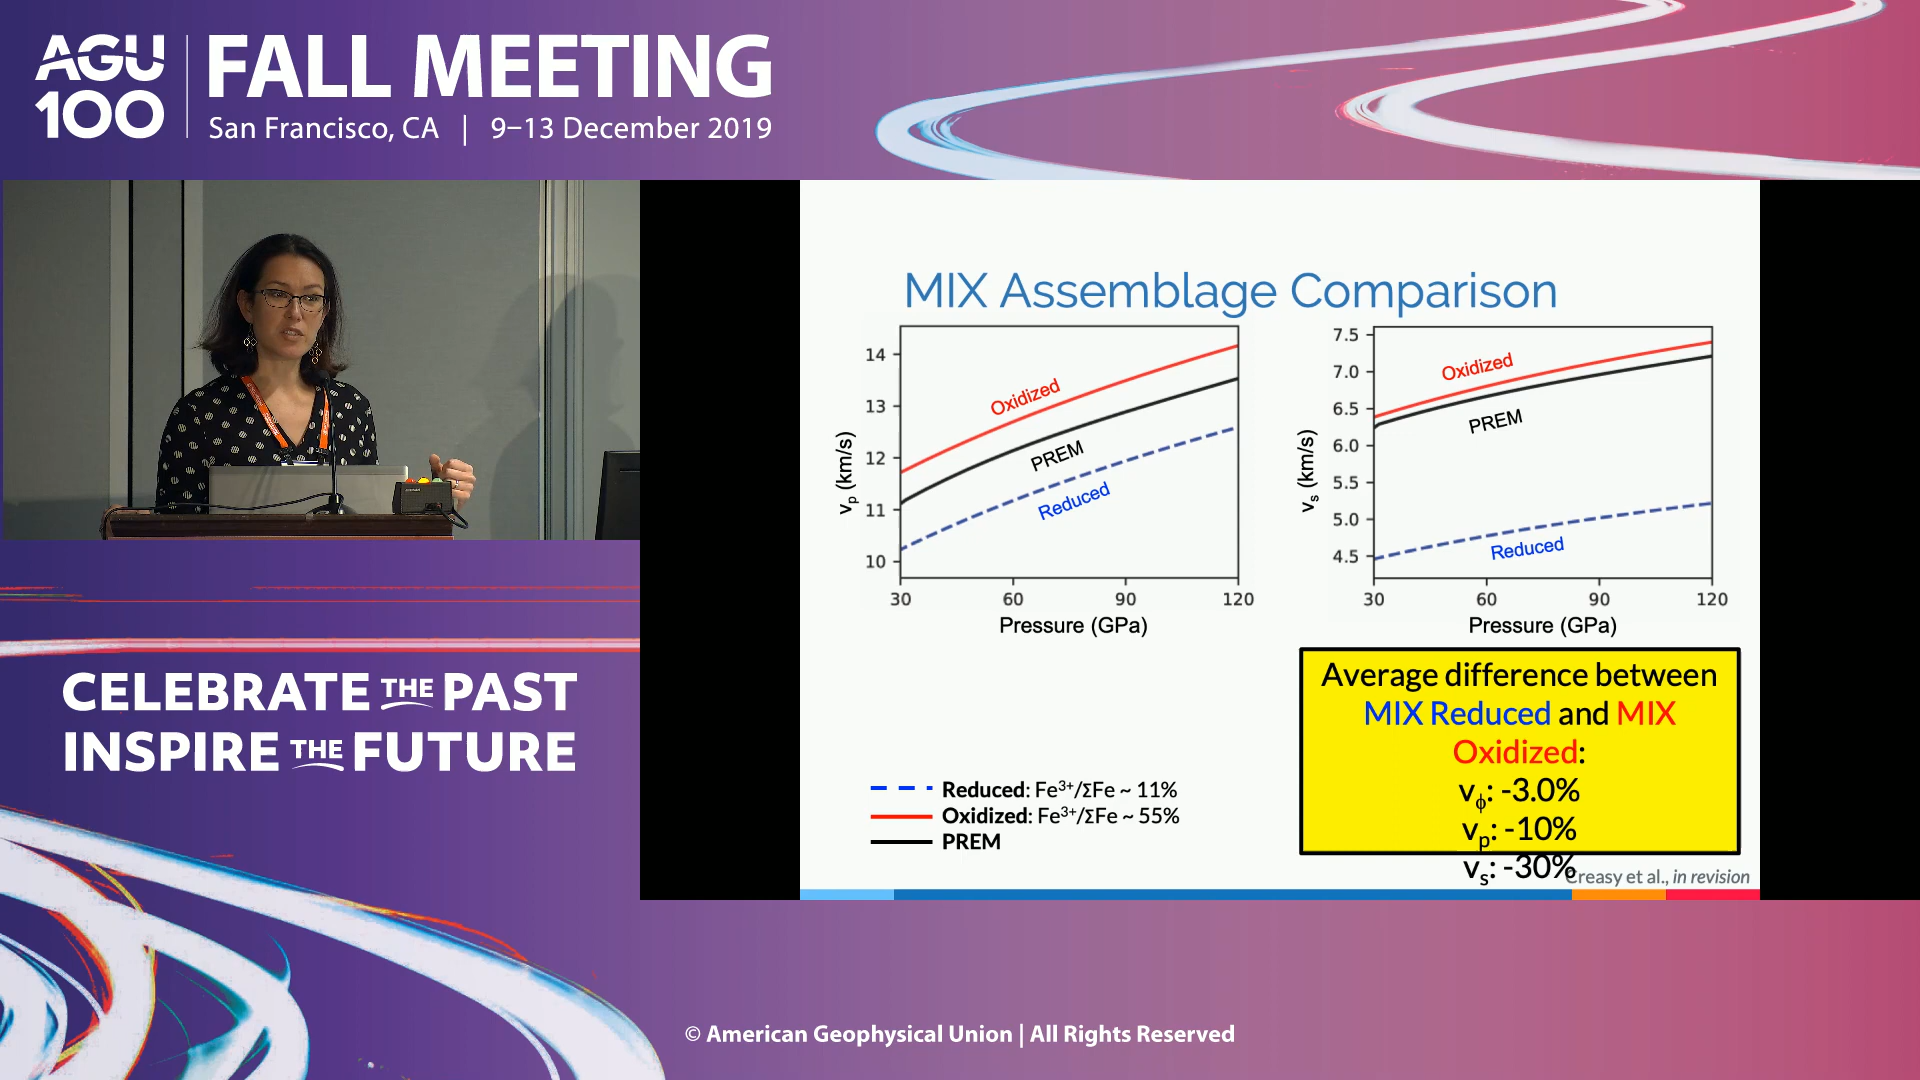 AGU
100
FALL MEETING
San Francisco, CA | 9–13 December 2019
MIX Assemblage Comparison
14
13
12
11
10
vp (km/s)
Oxidized
PREM
Reduced
30 60 90 120
Pressure (GPa)
7.5
7.0
6.5
6.0
5.5
5.0
4.5
vs (km/s)
Oxidized
PREM
Reduced
30 60 90 120
Pressure (GPa)
Reduced: Fe³⁺/ΣFe ~ 11%
Oxidized: Fe³⁺/ΣFe ~ 55%
PREM
Average difference between
MIX Reduced and MIX
Oxidized:
vϕ: -3.0%
vp: -10%
vs: -30%
Creasy et al., in revision
CELEBRATE THE PAST
INSPIRE THE FUTURE
© American Geophysical Union | All Rights Reserved